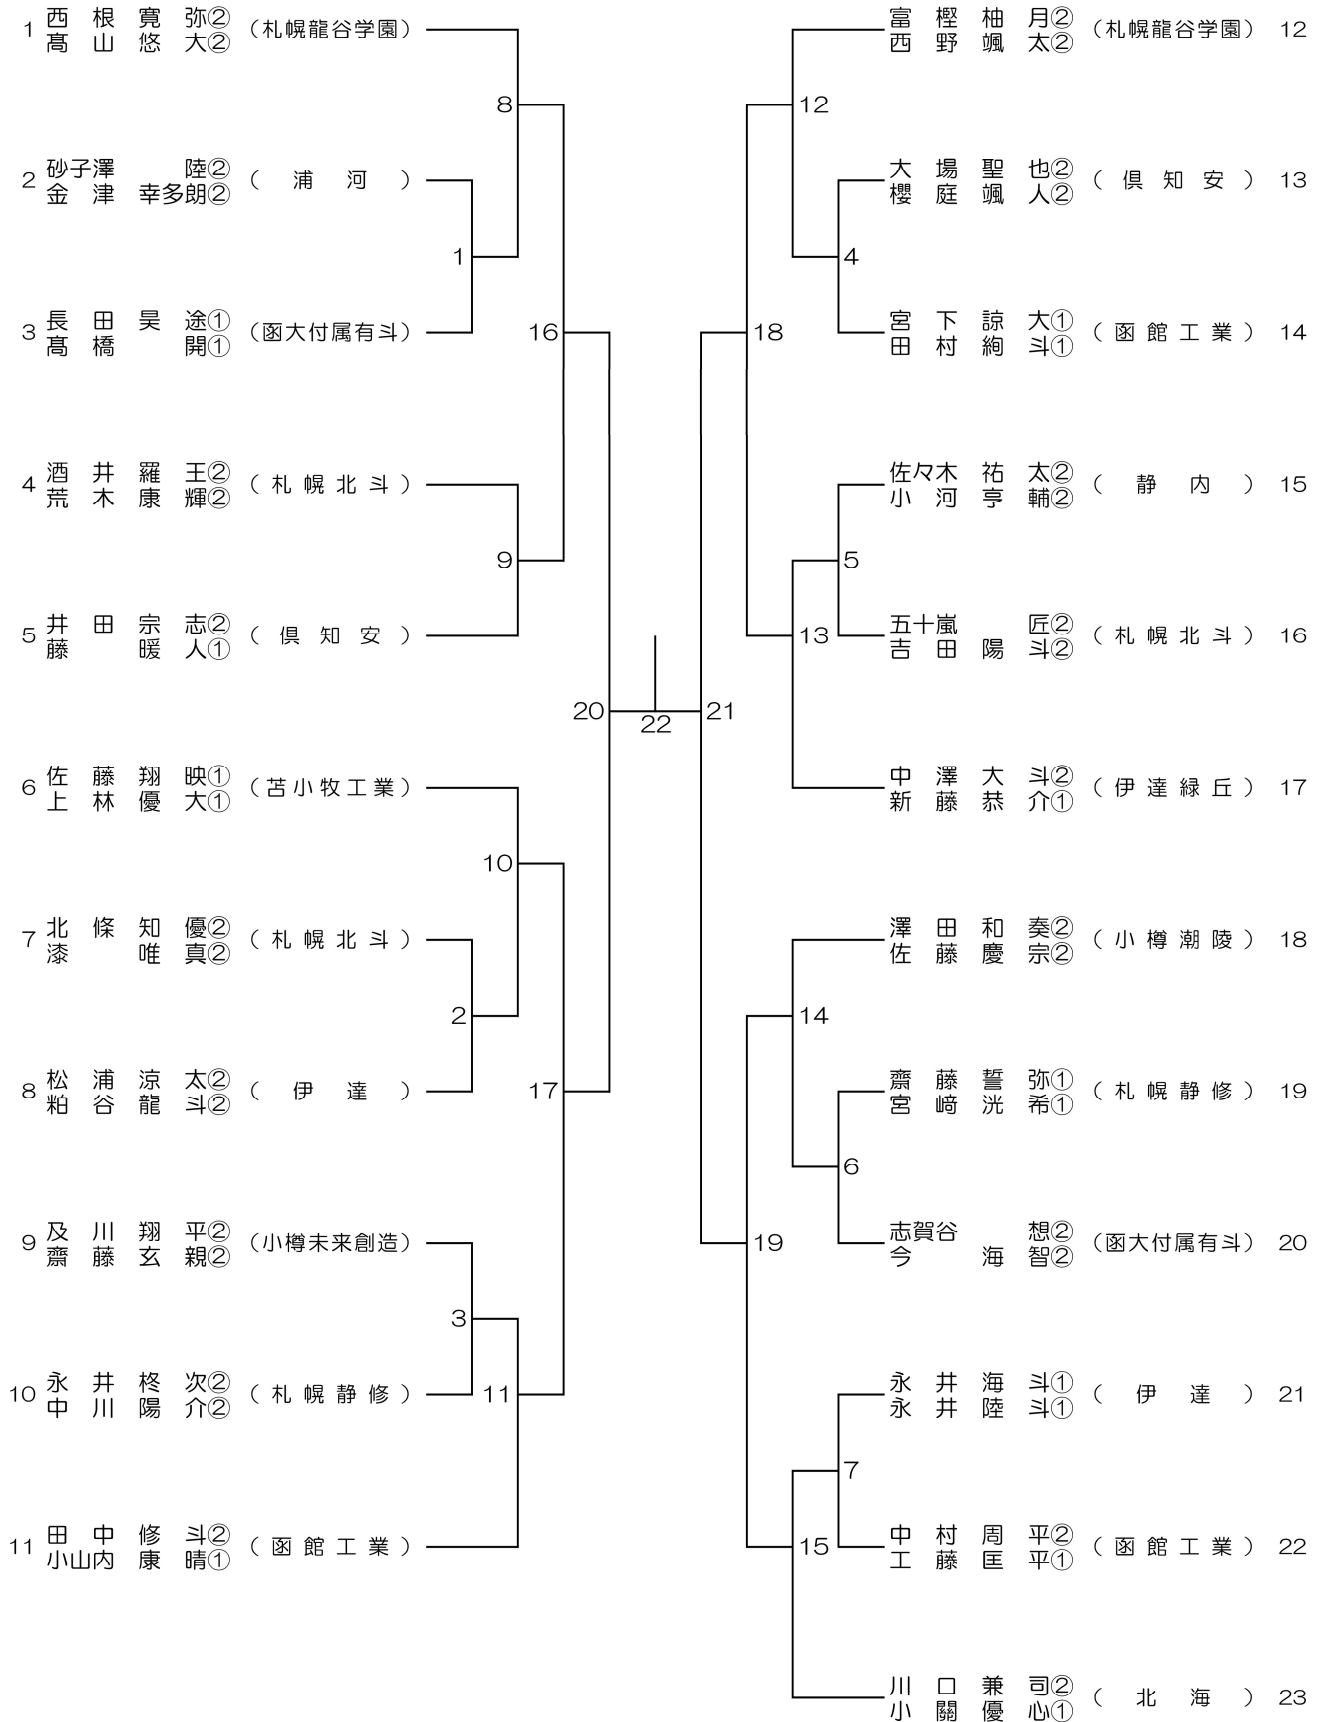 1 西根寛弥② (札幌龍谷学園)
髙山悠大②
8
2 砂子澤陸② (浦河)
金津幸多朗②
1
3 長田昊途① (函大付属有斗)
髙橋開①
16
4 酒井羅王② (札幌北斗)
荒木康輝②
9
5 井田宗志② (倶知安)
藤暖人①
20
22
6 佐藤翔映① (苫小牧工業)
上林優大①
10
7 北條知優② (札幌北斗)
漆唯真②
2
8 松浦涼太② (伊達)
粕谷龍斗②
17
9 及川翔平② (小樽未来創造)
齋藤玄親②
3
10 永井柊次② (札幌静修)
中川陽介②
11
11 田中修斗② (函館工業)
小山内康晴①
富樫柚月② (札幌龍谷学園) 12
西野颯太②
12
大場聖也② (倶知安) 13
櫻庭颯人②
4
宮下諒大① (函館工業) 14
田村絢斗①
18
佐々木祐太② (静内) 15
小河亨輔②
5
五十嵐匠② (札幌北斗) 16
吉田陽斗②
13
21
中澤大斗② (伊達緑丘) 17
新藤恭介①
澤田和奏② (小樽潮陵) 18
佐藤慶宗②
14
齋藤誓弥① (札幌静修) 19
宮﨑洸希①
6
志賀谷想② (函大付属有斗) 20
今海智②
19
永井海斗① (伊達) 21
永井陸斗①
7
中村周平② (函館工業) 22
工藤匡平①
15
川口兼司② (北海) 23
小關優心①